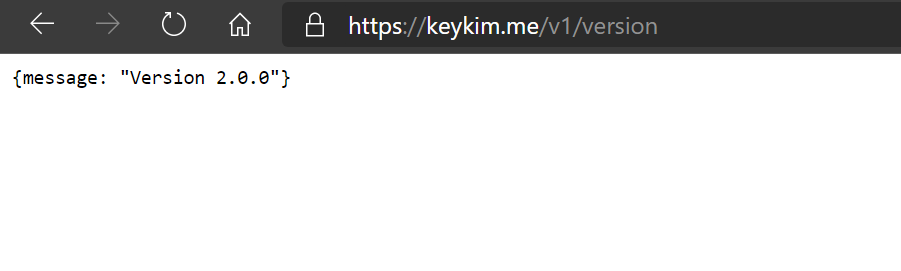 https://keykim.me/v1/version
{message: "Version 2.0.0"}